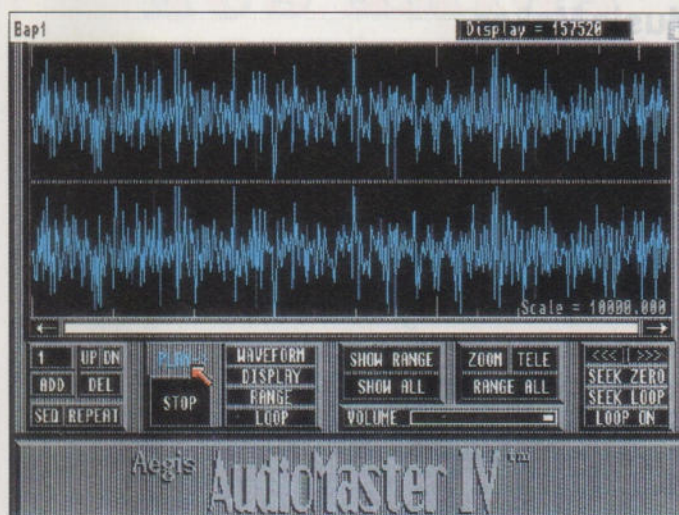 Bap1
Display = 157520
Scale = 10000.000
1 UP DN
ADD DEL
SEQ REPEAT
PLAY
STOP
WAVEFORM
DISPLAY
RANGE
LOOP
SHOW RANGE
SHOW ALL
ZOOM TELE
RANGE ALL
VOLUME
<<< >>>
SEEK ZERO
SEEK LOOP
LOOP ON
Aegis
AudioMaster IV™